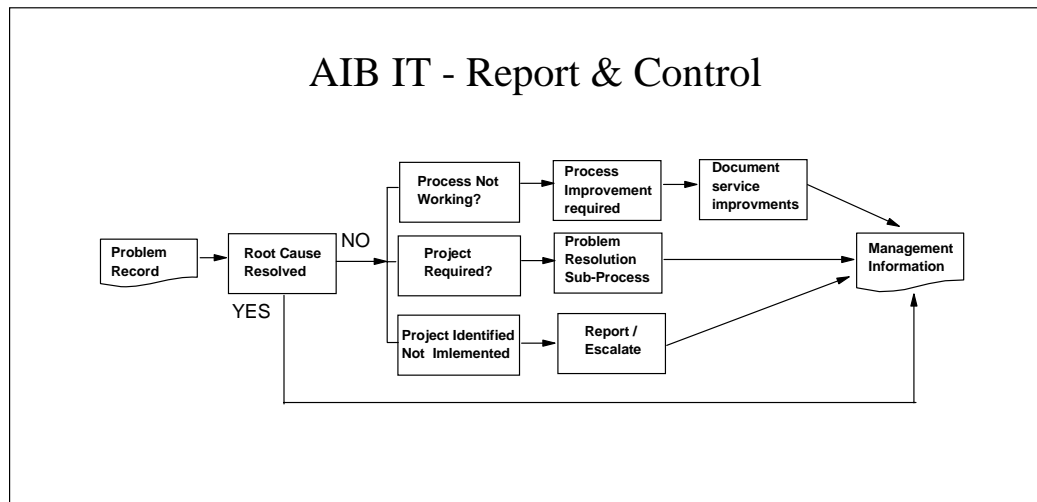 AIB IT - Report & Control
Problem
Record
Root Cause
Resolved
NO
YES
Process Not
Working?
Process
Improvement
required
Document
service
improvments
Project
Required?
Problem
Resolution
Sub-Process
Management
Information
Project Identified
Not Imlemented
Report /
Escalate